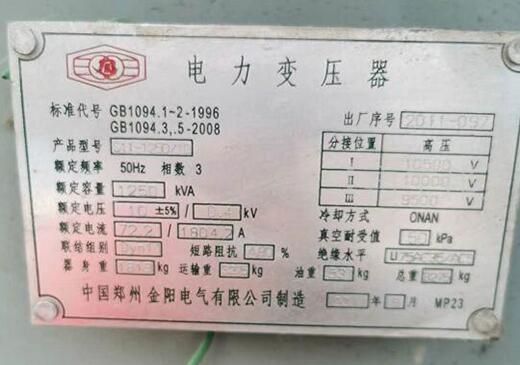 电力变压器
标准代号 GB1094.1~2-1996
GB1094.3,.5-2008
出厂序号 2011-097
产品型号 S11-1250/10
分接位置 高压
额定频率 50Hz 相数 3
I 10500 V
额定容量 1250 kVA
II 10000 V
额定电压 10 ±5% / 0.4 kV
III 9500 V
额定电流 72.2 / 1804.2 A
冷却方式 ONAN
联结组别 Dyn11 短路阻抗 %
真空耐受值 50 kPa
绝缘水平 LI75AC35/AC5
器身重 kg 运输重 kg 油重 kg 总重 kg
中国郑州金阳电气有限公司制造 年 月 MP23